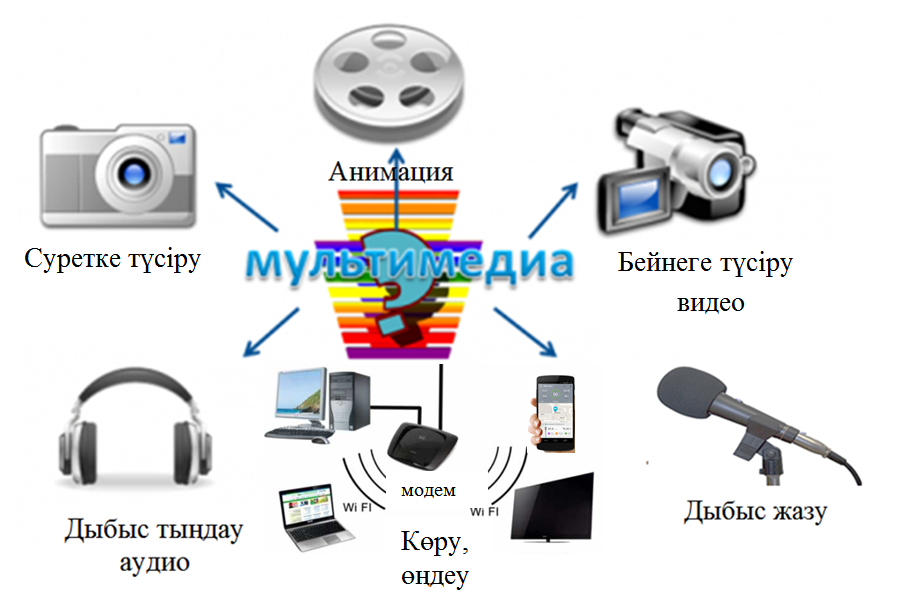 Анимация
Суретке түсіру
мультимедиа
Бейнеге түсіру
видео
Дыбыс тыңдау
аудио
модем
Wi FI
Wi FI
Көру,
өңдеу
Дыбыс жазу